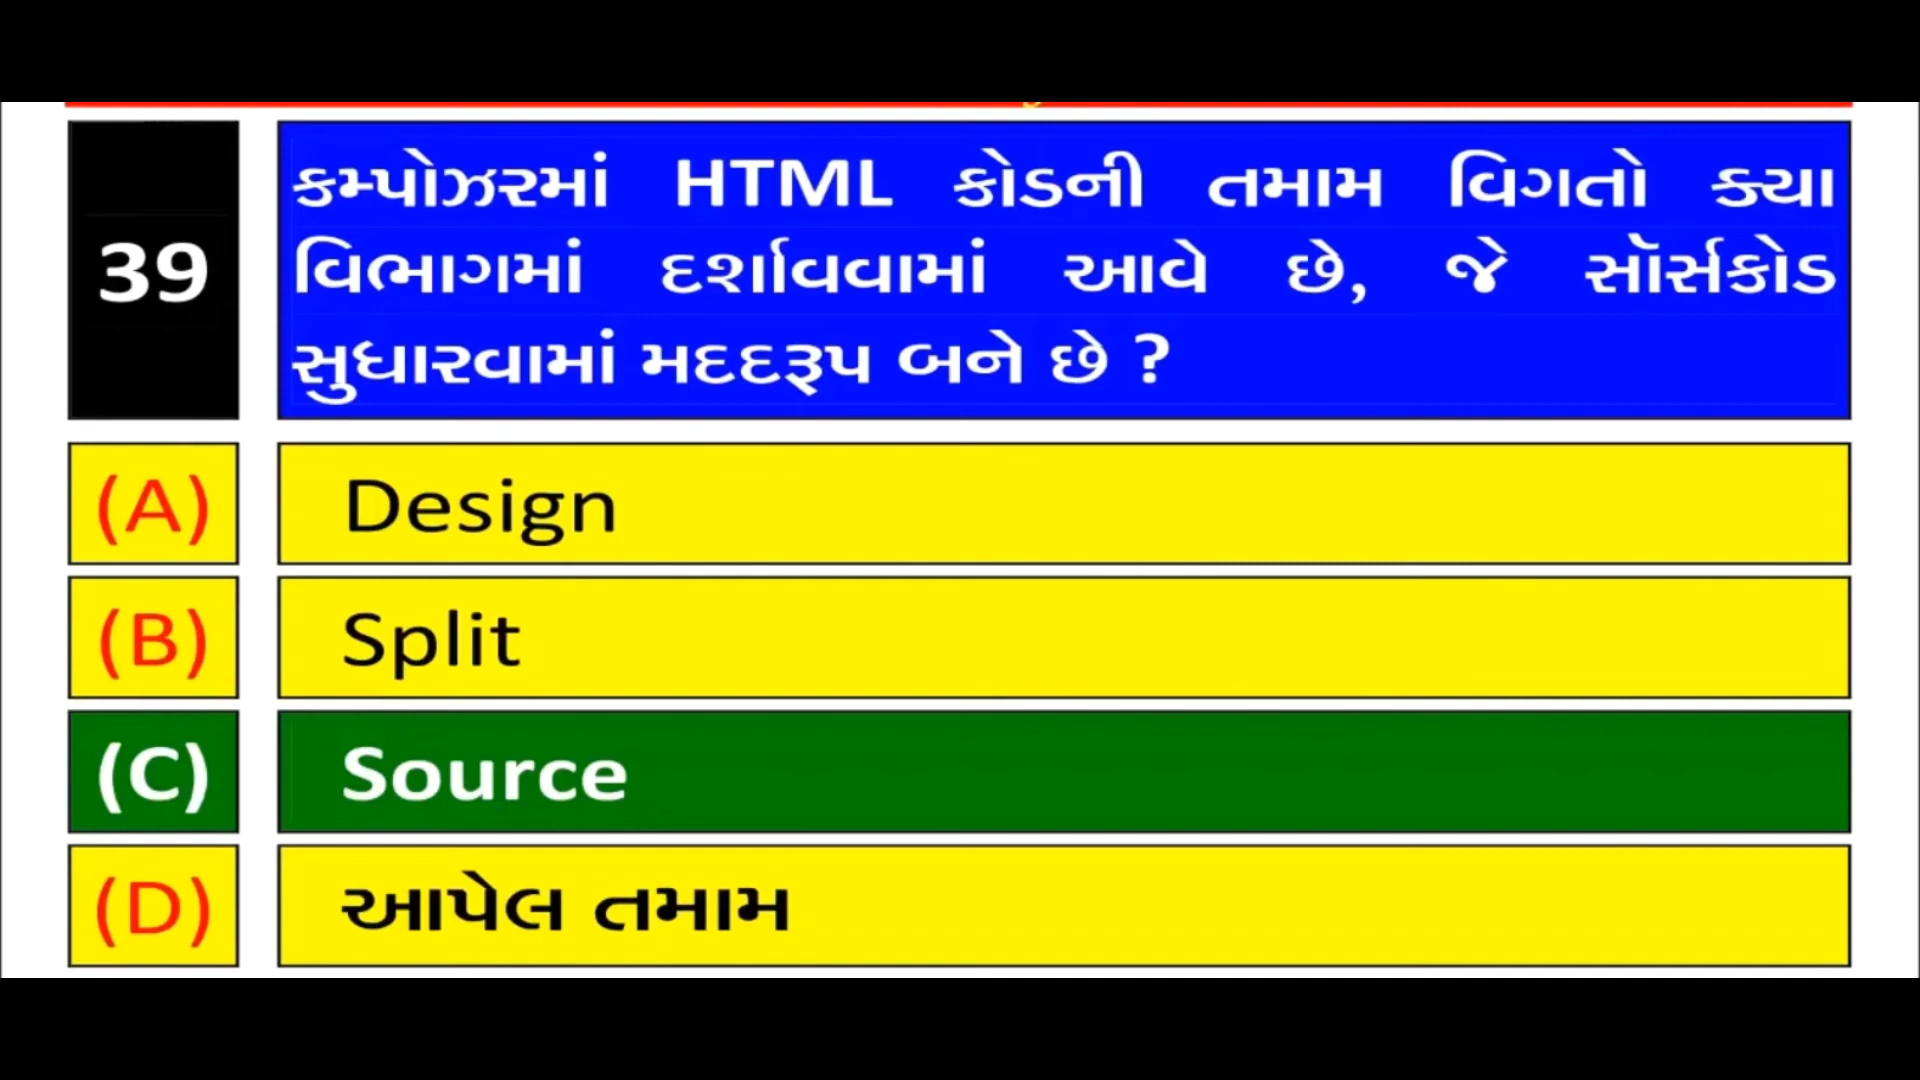 39
કમ્પોઝરમાં HTML કોડની તમામ વિગતો ક્યા
વિભાગમાં દર્શાવવામાં આવે છે, જે સૉર્સકોડ
સુધારવામાં મદદરૂપ બને છે ?
(A) Design
(B) Split
(C) Source
(D) આપેલ તમામ